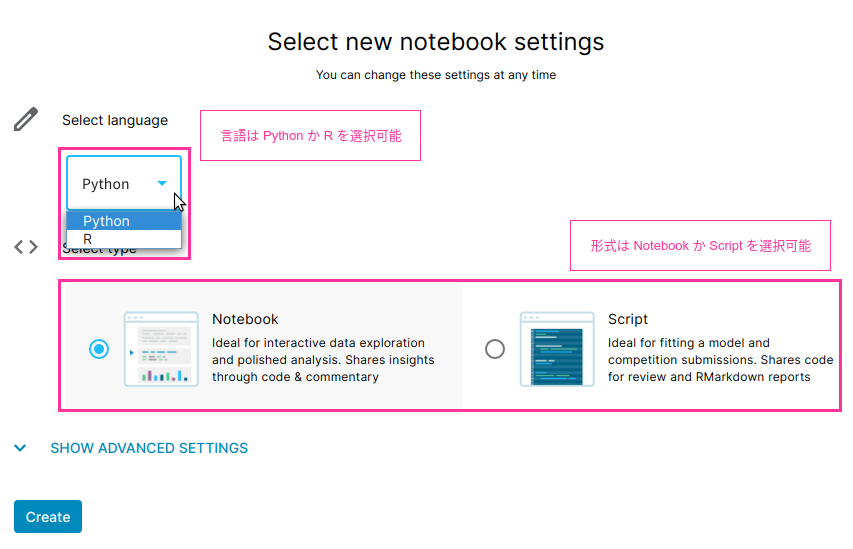 Select new notebook settings
You can change these settings at any time
Select language
言語は Python か R を選択可能
Python
Python
R
Select type
形式は Notebook か Script を選択可能
Notebook
Ideal for interactive data exploration
and polished analysis. Shares insights
through code & commentary
Script
Ideal for fitting a model and
competition submissions. Shares code
for review and RMarkdown reports
SHOW ADVANCED SETTINGS
Create